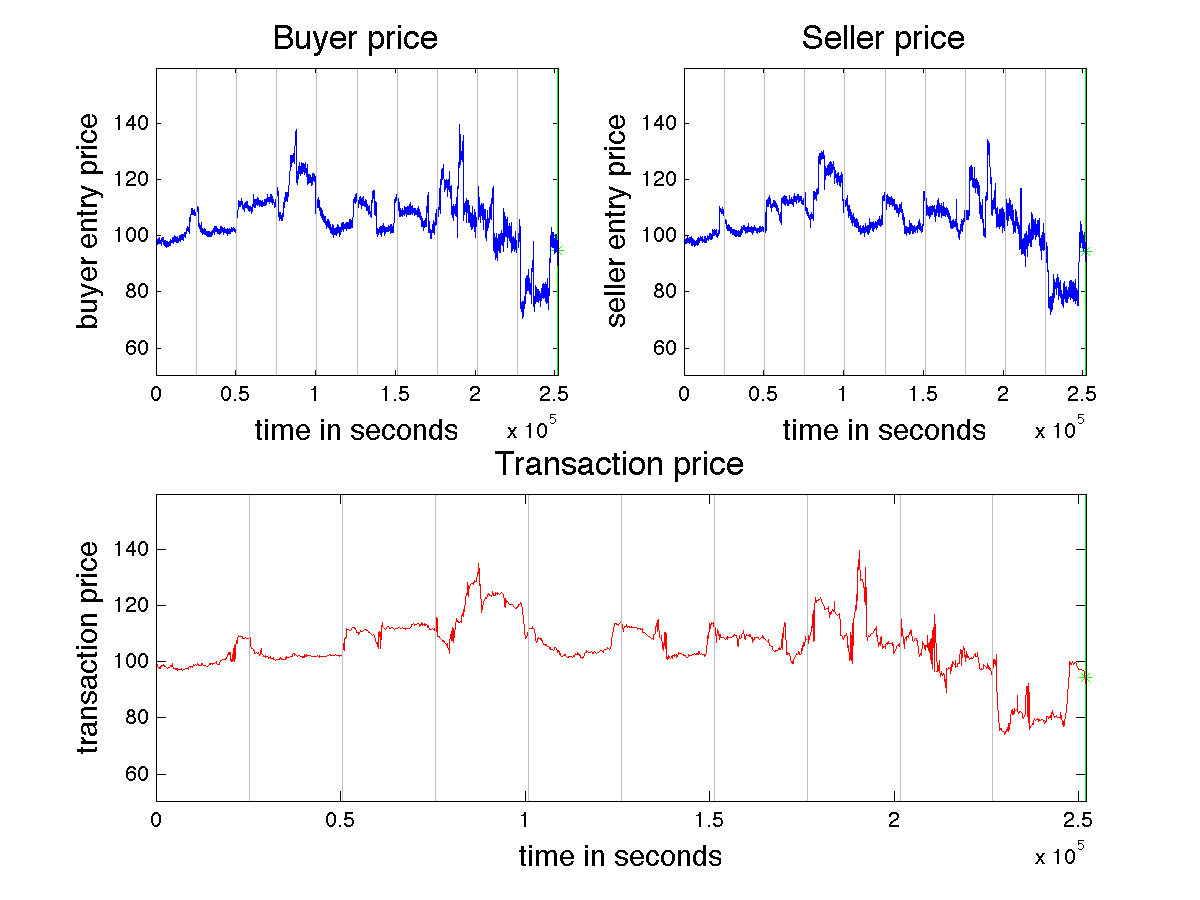 Buyer price
buyer entry price
140
120
100
80
60
0 0.5 1 1.5 2 2.5
x 10^5
time in seconds
Seller price
seller entry price
140
120
100
80
60
0 0.5 1 1.5 2 2.5
x 10^5
time in seconds
Transaction price
transaction price
140
120
100
80
60
0 0.5 1 1.5 2 2.5
x 10^5
time in seconds